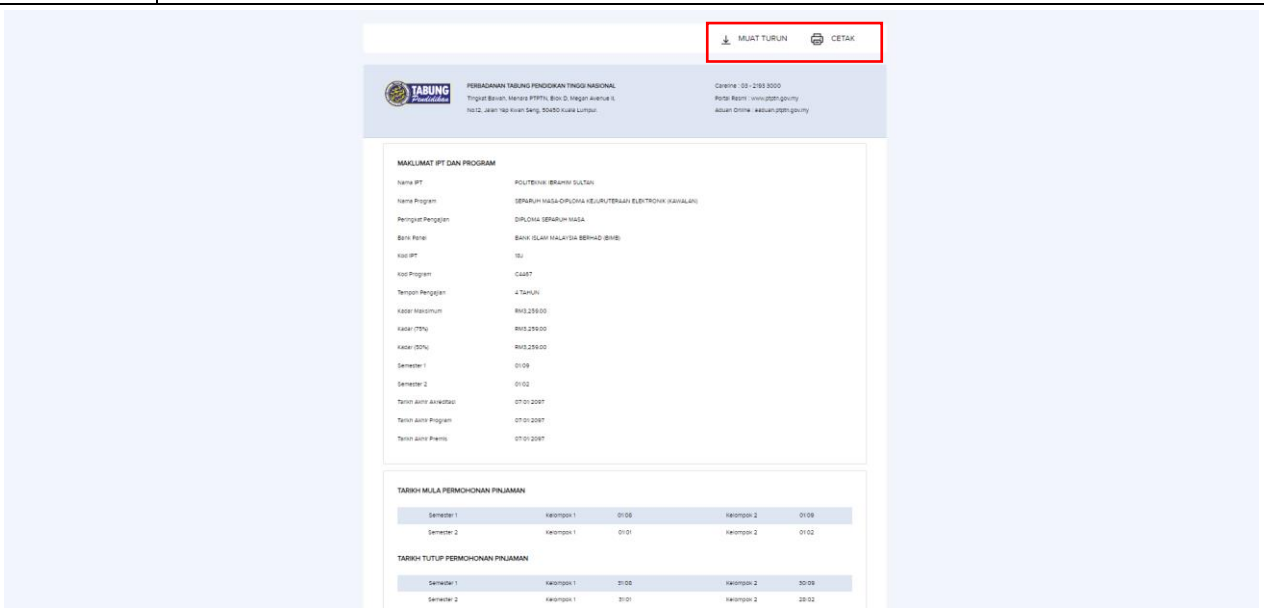 MUAT TURUN CETAK
TABUNG
Pendidikan
PERBADANAN TABUNG PENDIDIKAN TINGGI NASIONAL
Tingkat Bawah, Menara PTPTN, Blok D, Megan Avenue II,
No.12, Jalan Yap Kwan Seng, 50450 Kuala Lumpur.
Careline : 03 - 2193 3000
Portal Rasmi : www.ptptn.gov.my
Aduan Online : eaduan.ptptn.gov.my
MAKLUMAT IPT DAN PROGRAM
Nama IPT POLITEKNIK IBRAHIM SULTAN
Nama Program SEPARUH MASA-DIPLOMA KEJURUTERAAN ELEKTRONIK (KAWALAN)
Peringkat Pengajian DIPLOMA SEPARUH MASA
Bank Panel BANK ISLAM MALAYSIA BERHAD (BIMB)
Kod IPT
Kod Program C4467
Tempoh Pengajian 4 TAHUN
Kadar Maksimum RM3,259.00
Kadar (75%) RM3,259.00
Kadar (50%) RM3,259.00
Semester 1 01:09
Semester 2 01:02
Tarikh Akhir Akreditasi 07:01:2097
Tarikh Akhir Program 07:01:2097
Tarikh Akhir Premis 07:01:2097
TARIKH MULA PERMOHONAN PINJAMAN
Semester 1 Kelompok 1 01:06 Kelompok 2 01:09
Semester 2 Kelompok 1 01:01 Kelompok 2 01:02
TARIKH TUTUP PERMOHONAN PINJAMAN
Semester 1 Kelompok 1 31:08 Kelompok 2 30:09
Semester 2 Kelompok 1 31:01 Kelompok 2 28:02